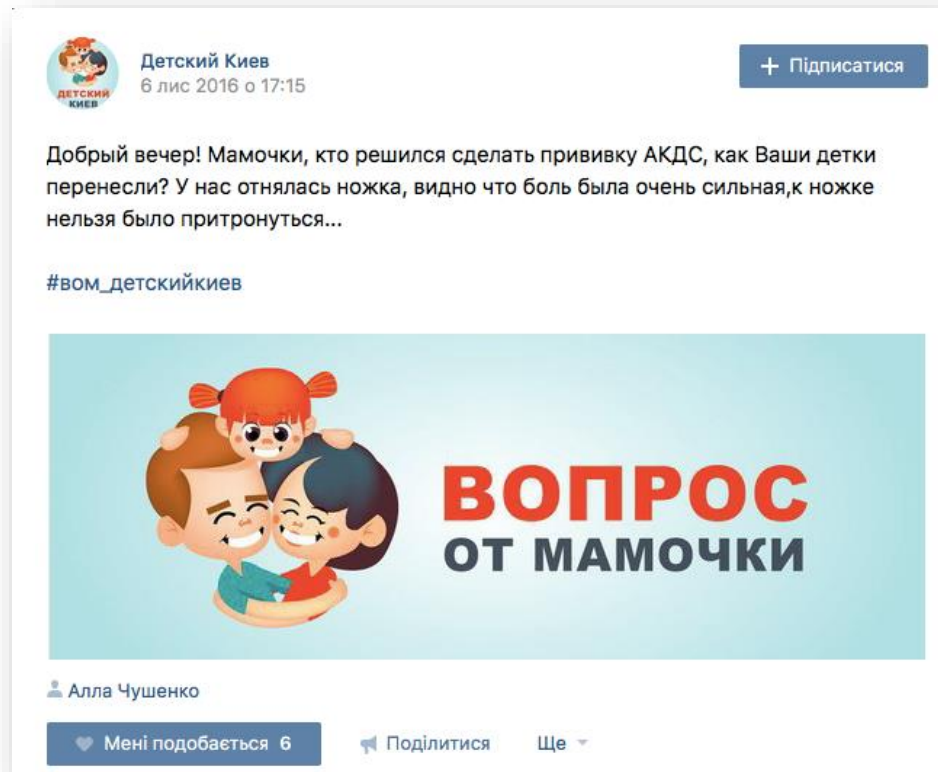 Детский Киев
6 лис 2016 о 17:15
+ Підписатися
ДЕТСКИЙ
КИЕВ
Добрый вечер! Мамочки, кто решился сделать прививку АКДС, как Ваши детки
перенесли? У нас отнялась ножка, видно что боль была очень сильная,к ножке
нельзя было притронуться...
#вом_детскийкиев
ВОПРОС
ОТ МАМОЧКИ
Алла Чушенко
Мені подобається 6
Поділитися
Ще